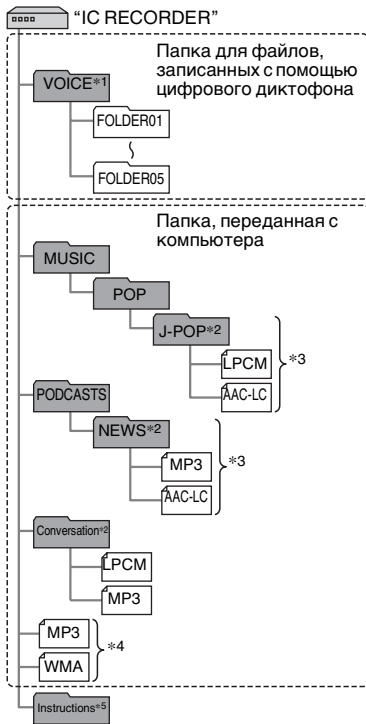 “IC RECORDER”
Папка для файлов,
записанных с помощью
цифрового диктофона
VOICE*1
FOLDER01
FOLDER05
Папка, переданная с
компьютера
MUSIC
POP
J-POP*2
LPCM
*3
AAC-LC
PODCASTS
NEWS*2
MP3
*3
AAC-LC
Conversation*2
LPCM
MP3
MP3
*4
WMA
Instructions*5